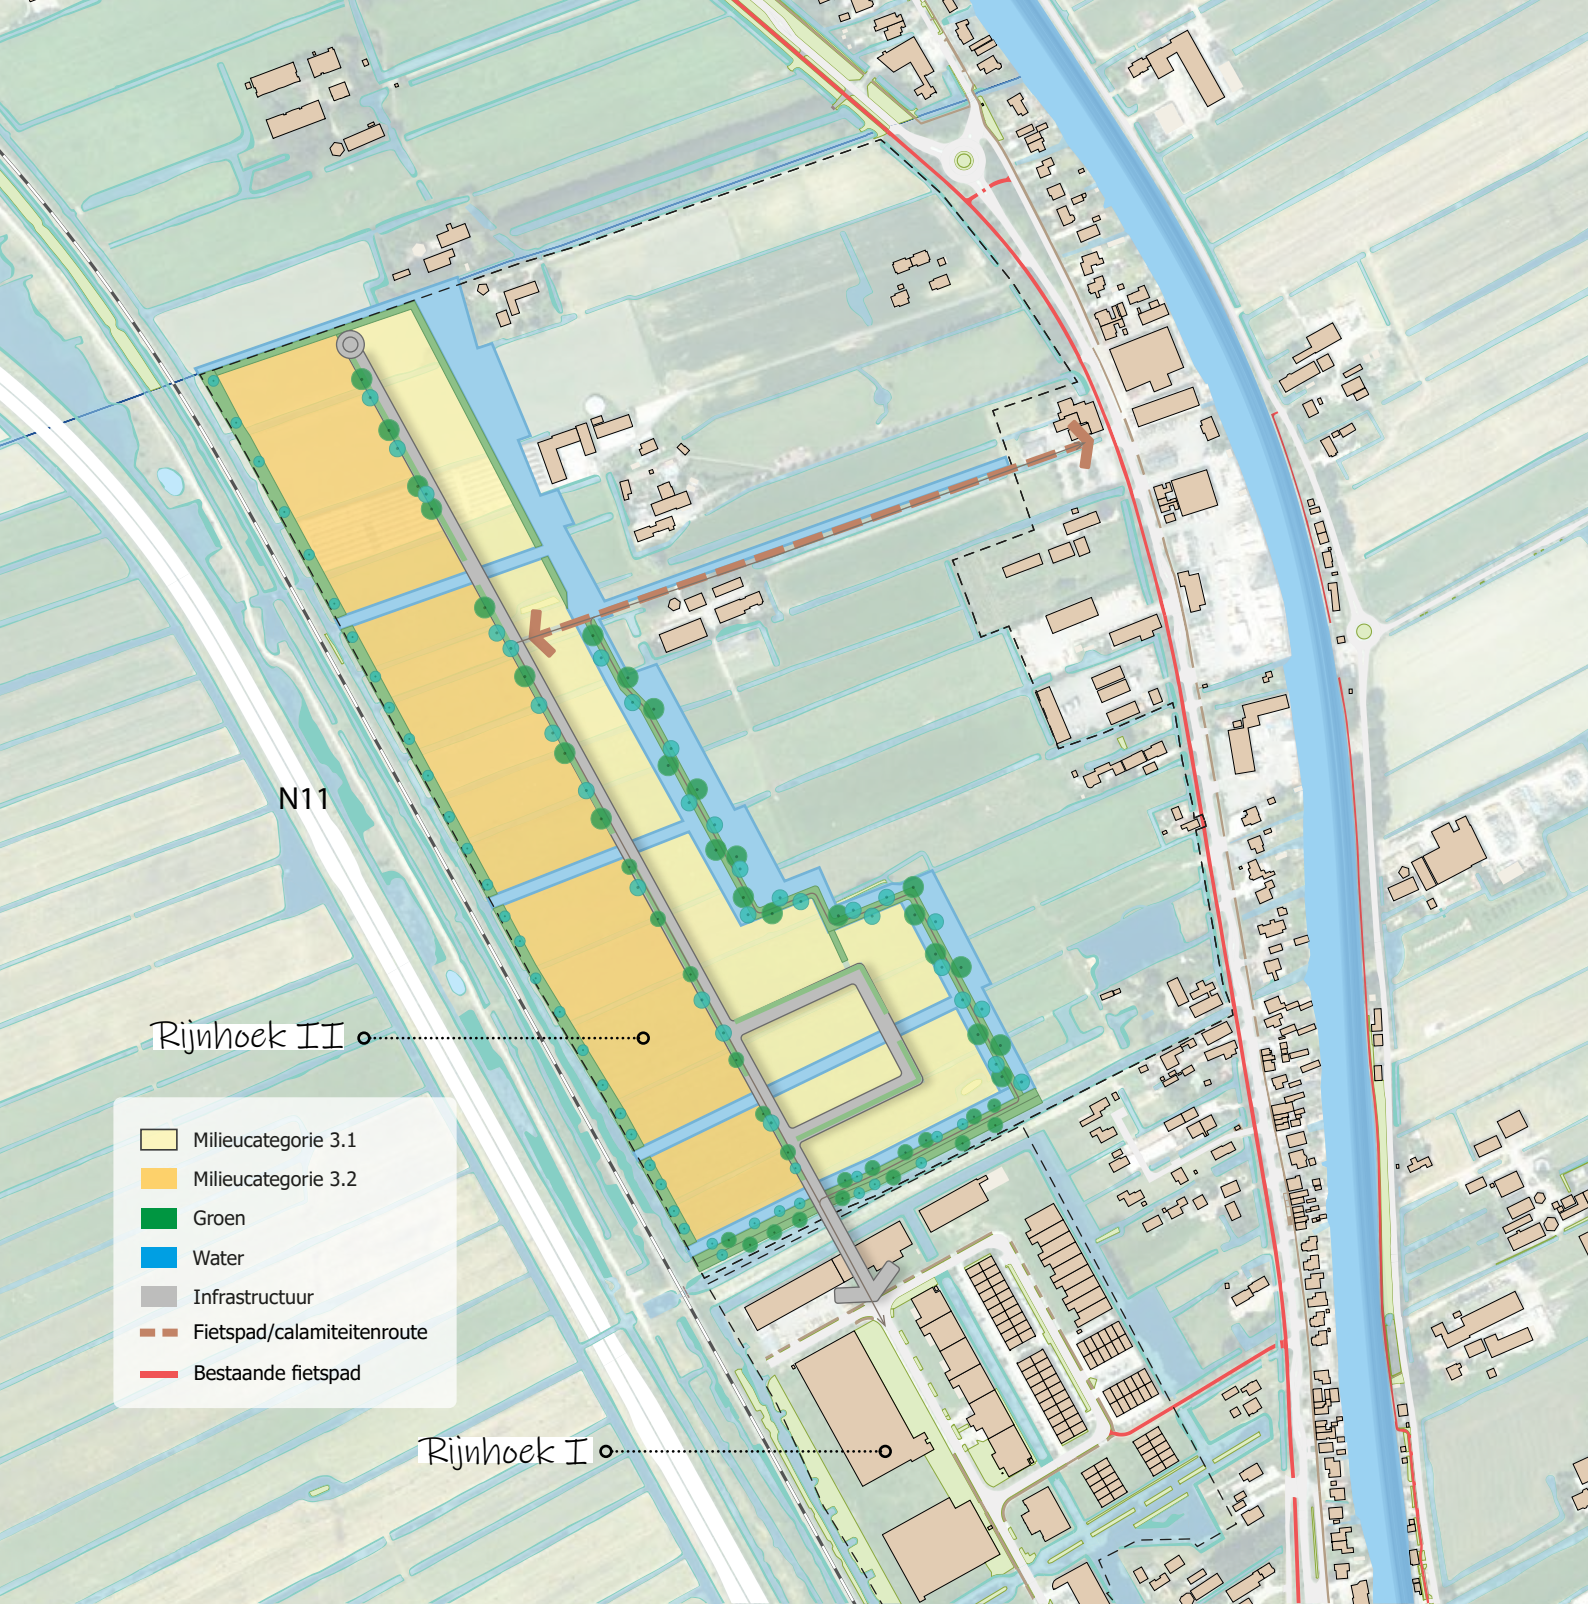 N11
Rijnhoek II
Milieucategorie 3.1
Milieucategorie 3.2
Groen
Water
Infrastructuur
Fietspad/calamiteitenroute
Bestaande fietspad
Rijnhoek I